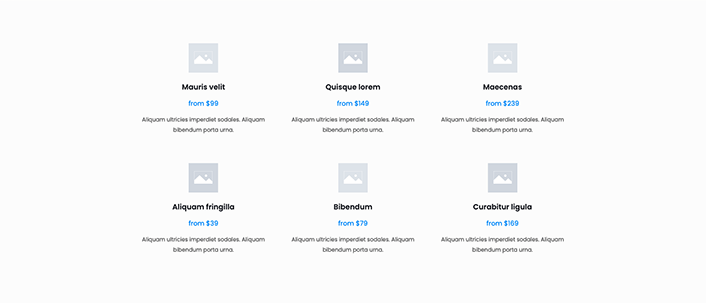 Mauris velit
from $99
Aliquam ultricies imperdiet sodales. Aliquam
bibendum porta urna.
Quisque lorem
from $149
Aliquam ultricies imperdiet sodales. Aliquam
bibendum porta urna.
Maecenas
from $239
Aliquam ultricies imperdiet sodales. Aliquam
bibendum porta urna.
Aliquam fringilla
from $39
Aliquam ultricies imperdiet sodales. Aliquam
bibendum porta urna.
Bibendum
from $79
Aliquam ultricies imperdiet sodales. Aliquam
bibendum porta urna.
Curabitur ligula
from $169
Aliquam ultricies imperdiet sodales. Aliquam
bibendum porta urna.